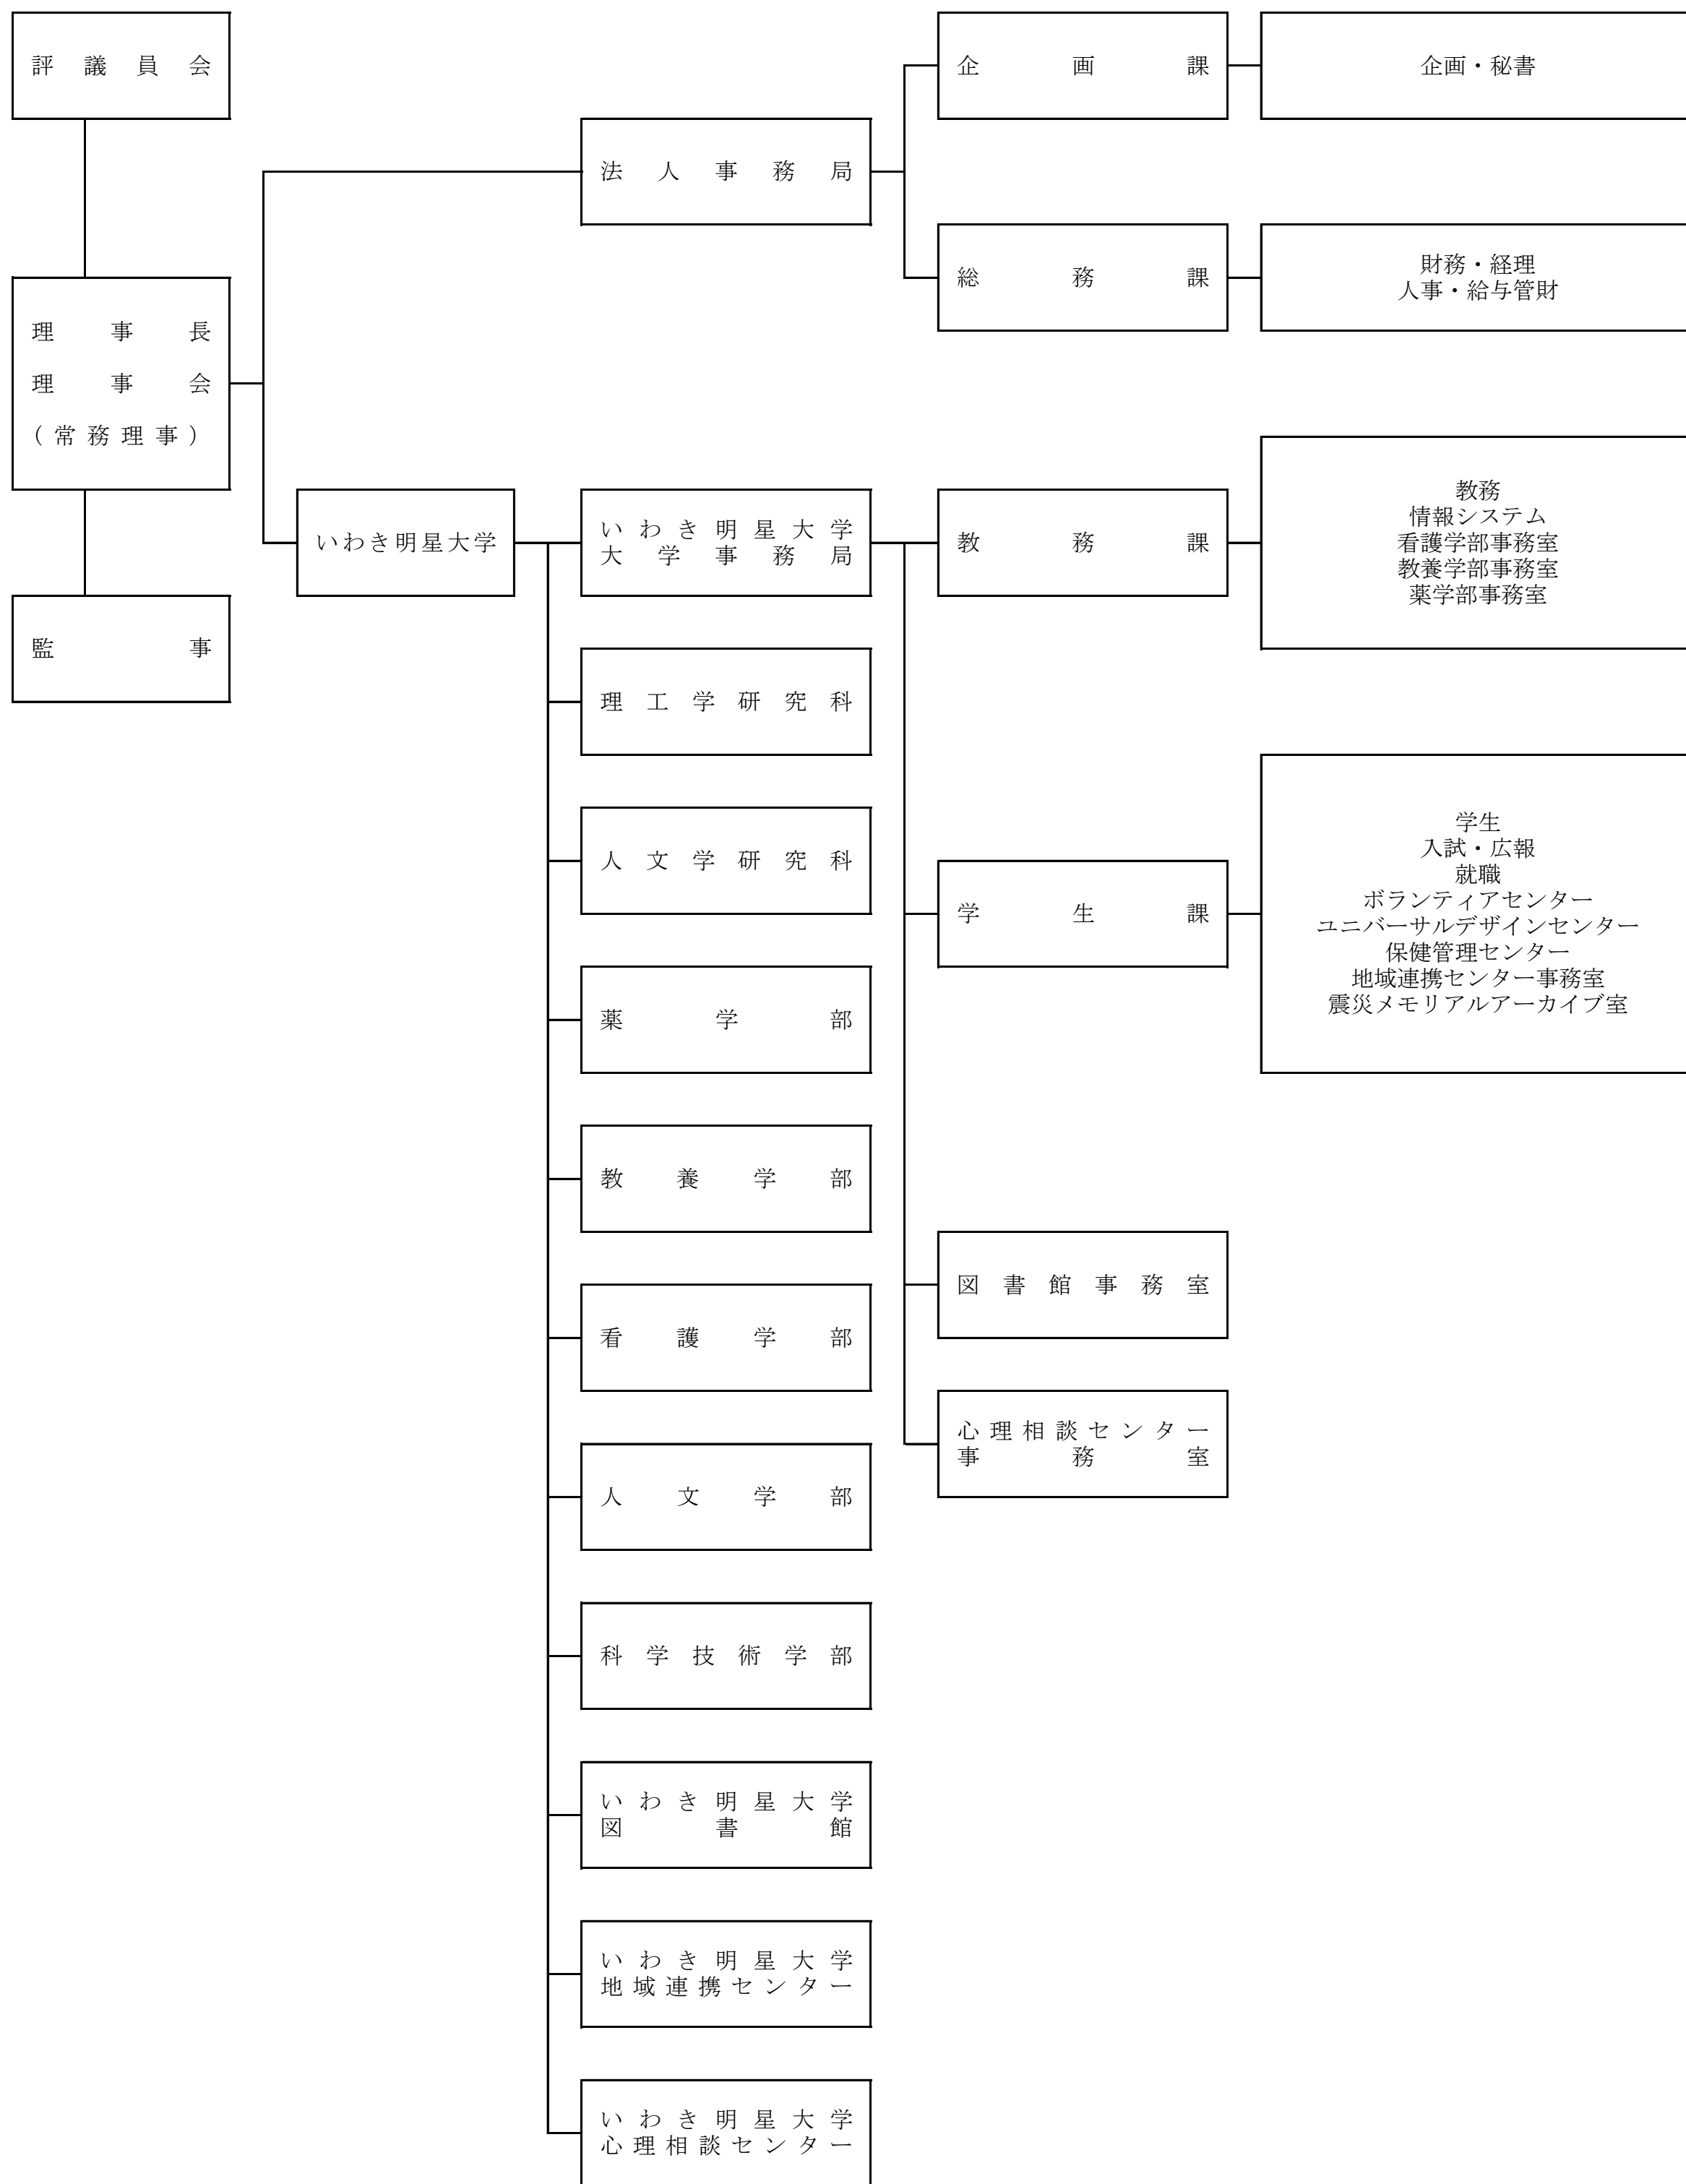 評議員会
理事長
理事会
（常務理事）
監事
いわき明星大学
法人事務局
企画課
企画・秘書
総務課
財務・経理
人事・給与管財
いわき明星大学
大学事務局
教務課
教務
情報システム
看護学部事務室
教養学部事務室
薬学部事務室
学生課
学生
入試・広報
就職
ボランティアセンター
ユニバーサルデザインセンター
保健管理センター
地域連携センター事務室
震災メモリアルアーカイブ室
図書館事務室
心理相談センター
事務室
理工学研究科
人文学研究科
薬学部
教養学部
看護学部
人文学部
科学技術学部
いわき明星大学
図書館
いわき明星大学
地域連携センター
いわき明星大学
心理相談センター